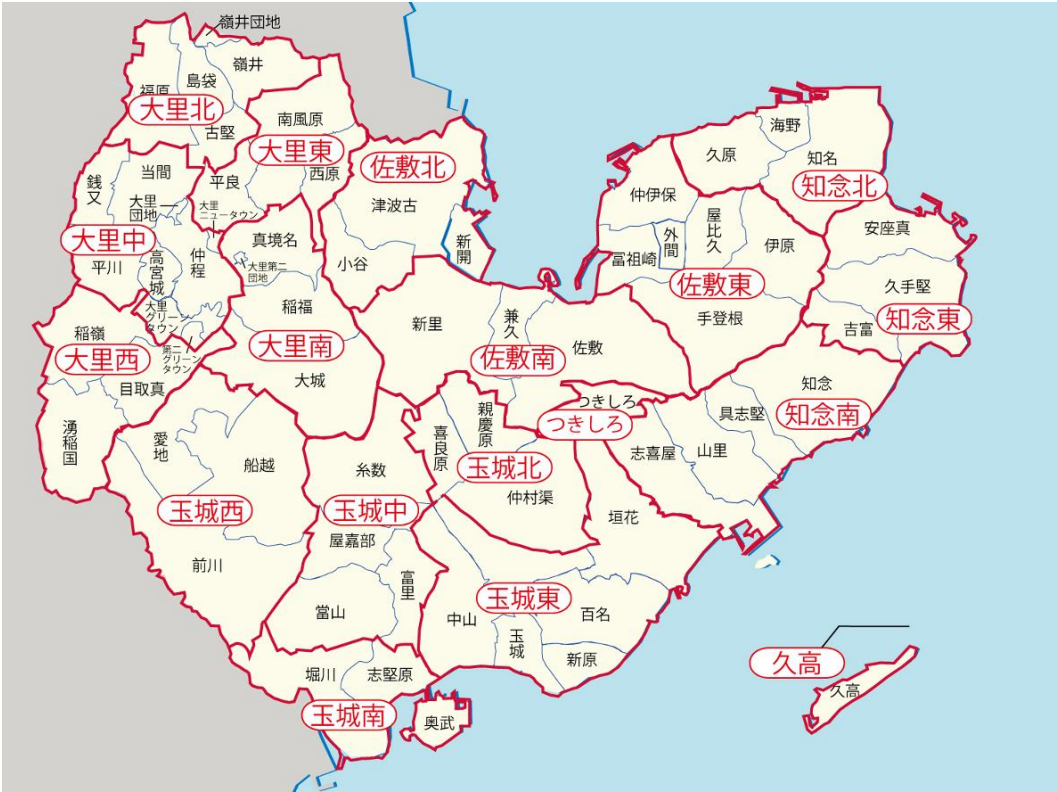 嶺井団地
嶺井
島袋
福原
大里北
古堅
南風原
大里東
西原
平良
大里
ニュータウン
当間
銭又
大里
団地
大里中
平川
高宮城
仲程
大里
グリーン
タウン
第二
グリーン
タウン
稲嶺
大里西
目取真
湧稲国
真境名
大里第二
団地
稲福
大里南
大城
佐敷北
津波古
新開
小谷
新里
兼久
佐敷
佐敷南
仲伊保
外間
屋比久
伊原
冨祖崎
佐敷東
手登根
海野
久原
知名
知念北
安座真
久手堅
知念東
吉富
知念
知念南
具志堅
山里
志喜屋
つきしろ
つきしろ
親慶原
喜良原
玉城北
仲村渠
垣花
愛地
船越
玉城西
前川
糸数
玉城中
屋嘉部
富里
當山
玉城東
中山
玉城
百名
新原
堀川
志堅原
玉城南
奥武
久高
久高